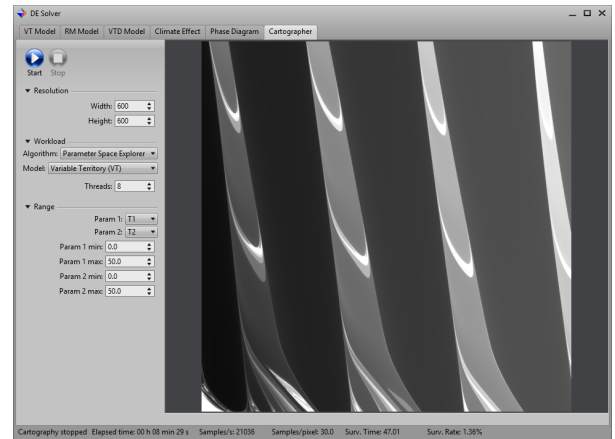 DE Solver
VT Model RM Model VTD Model Climate Effect Phase Diagram Cartographer
Start Stop
Resolution
Width: 600
Height: 600
Workload
Algorithm: Parameter Space Explorer
Model: Variable Territory (VT)
Threads: 8
Range
Param 1: T1
Param 2: T2
Param 1 min: 0.0
Param 1 max: 50.0
Param 2 min: 0.0
Param 2 max: 50.0
Cartography stopped Elapsed time: 00 h 08 min 29 s Samples/s: 21036 Samples/pixel: 30.0 Surv. Time: 47.01 Surv. Rate: 1.36%